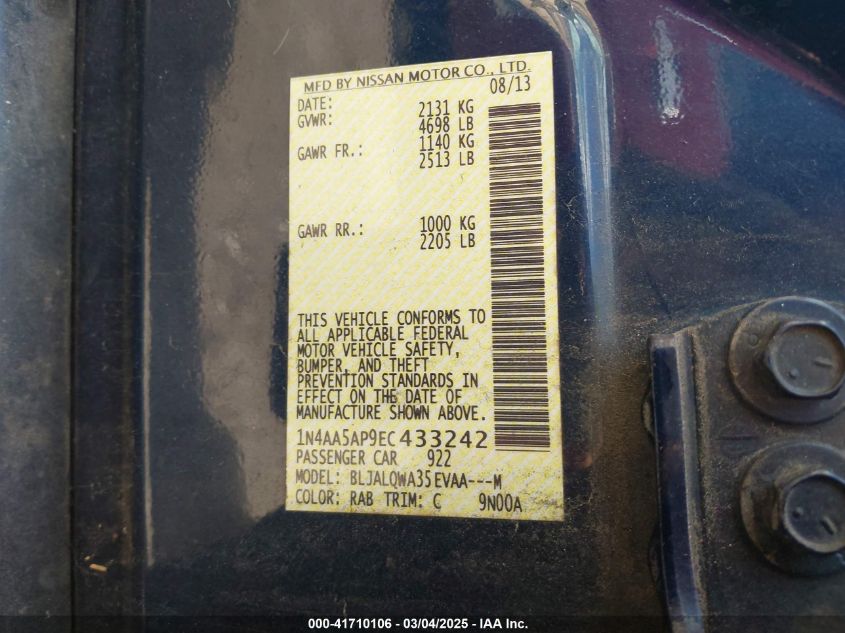 MFD BY NISSAN MOTOR CO., LTD.
DATE: 08/13
GVWR: 2131 KG
4698 LB
GAWR FR.: 1140 KG
2513 LB
GAWR RR.: 1000 KG
2205 LB
THIS VEHICLE CONFORMS TO
ALL APPLICABLE FEDERAL
MOTOR VEHICLE SAFETY,
BUMPER, AND THEFT
PREVENTION STANDARDS IN
EFFECT ON THE DATE OF
MANUFACTURE SHOWN ABOVE.
1N4AA5AP9EC433242
PASSENGER CAR 922
MODEL: BLJALQWA35EVAA---M
COLOR: RAB TRIM: C 9N00A
000-41710106 - 03/04/2025 - IAA Inc.